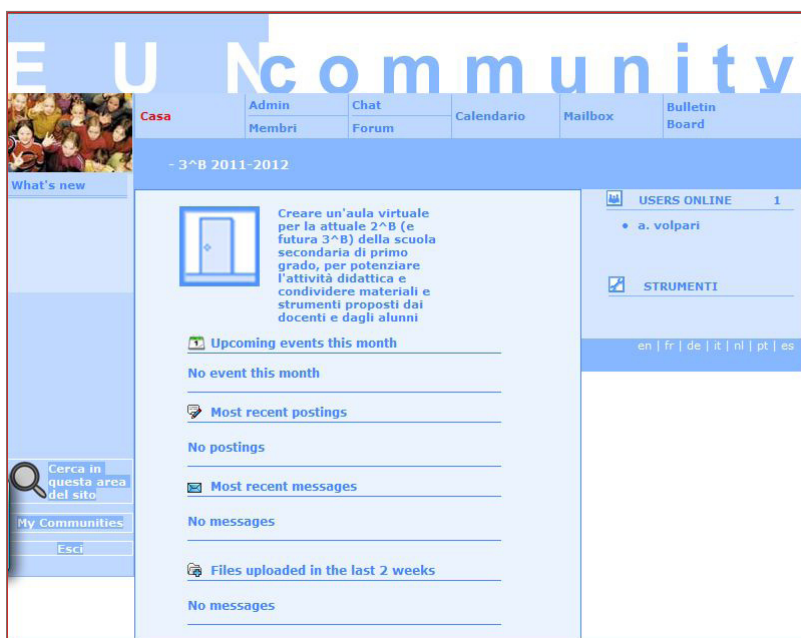 EUN community
Casa
Admin
Membri
Chat
Forum
Calendario
Mailbox
Bulletin
Board
- 3^B 2011-2012
What's new
Creare un'aula virtuale
per la attuale 2^B (e
futura 3^B) della scuola
secondaria di primo
grado, per potenziare
l'attività didattica e
condividere materiali e
strumenti proposti dai
docenti e dagli alunni
USERS ONLINE 1
• a. volpari
STRUMENTI
en | fr | de | it | nl | pt | es
Upcoming events this month
No event this month
Most recent postings
No postings
Most recent messages
No messages
Files uploaded in the last 2 weeks
No messages
Cerca in
questa area
del sito
My Communities
Esci